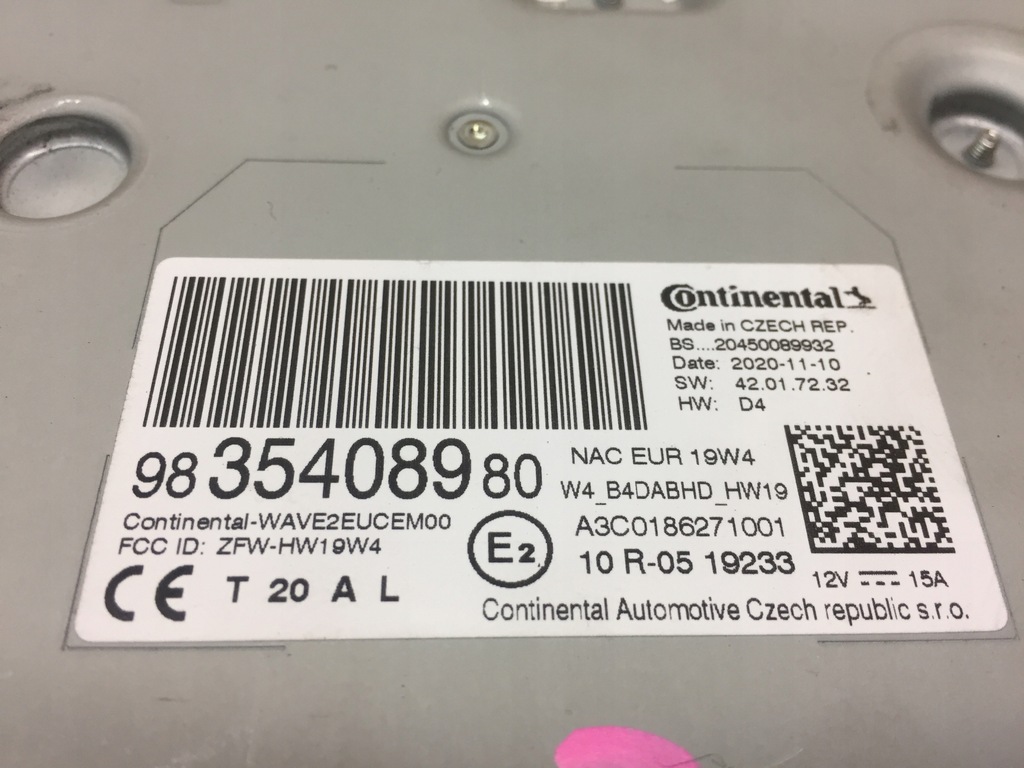 Continental
Made in CZECH REP.
BS....20450089932
Date: 2020-11-10
SW: 42.01.72.32
HW: D4
98 354089 80
NAC EUR 19W4
W4_B4DABHD_HW19
Continental-WAVE2EUCEM00
A3C0186271001
FCC ID: ZFW-HW19W4
E2
10 R-05 19233
12V 15A
CE T 20 A L
Continental Automotive Czech republic s.r.o.